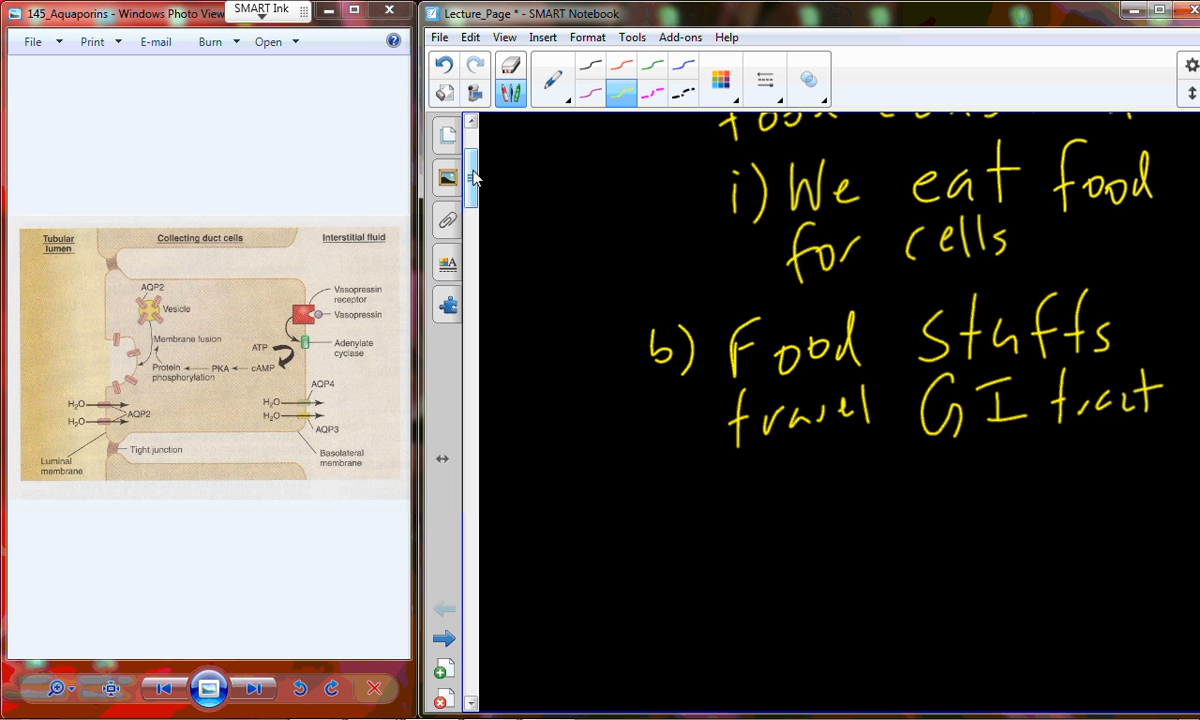 145_Aquaporins - Windows Photo View
SMART Ink
File Print E-mail Burn Open
Tubular lumen
Collecting duct cells
Interstitial fluid
AQP2
Vesicle
Vasopressin receptor
Vasopressin
Membrane fusion
ATP
Adenylate cyclase
Protein phosphorylation
PKA
cAMP
AQP4
H₂O
H₂O
AQP2
H₂O
H₂O
AQP3
Tight junction
Luminal membrane
Basolateral membrane
Lecture_Page * - SMART Notebook
File Edit View Insert Format Tools Add-ons Help
i) We eat food
for cells
b) Food stuffs
travel GI tract